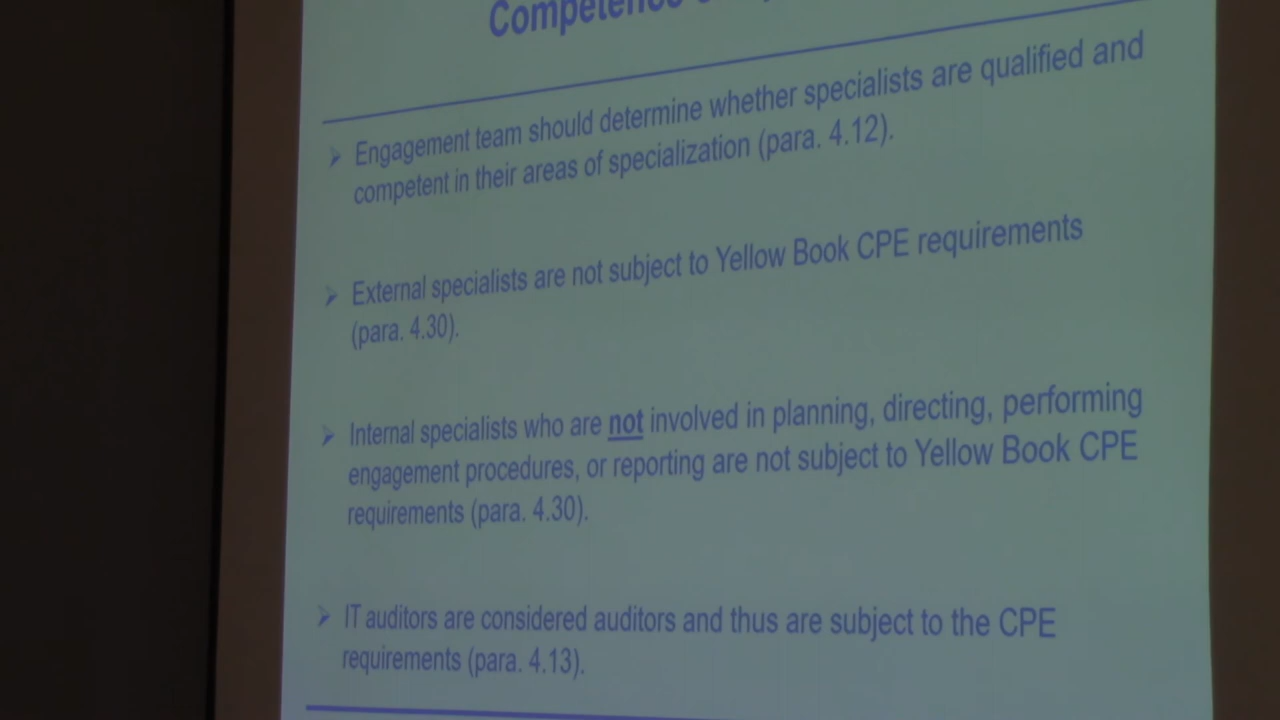 Competence
➢ Engagement team should determine whether specialists are qualified and
competent in their areas of specialization (para. 4.12).
➢ External specialists are not subject to Yellow Book CPE requirements
(para. 4.30).
➢ Internal specialists who are not involved in planning, directing, performing
engagement procedures, or reporting are not subject to Yellow Book CPE
requirements (para. 4.30).
➢ IT auditors are considered auditors and thus are subject to the CPE
requirements (para. 4.13).